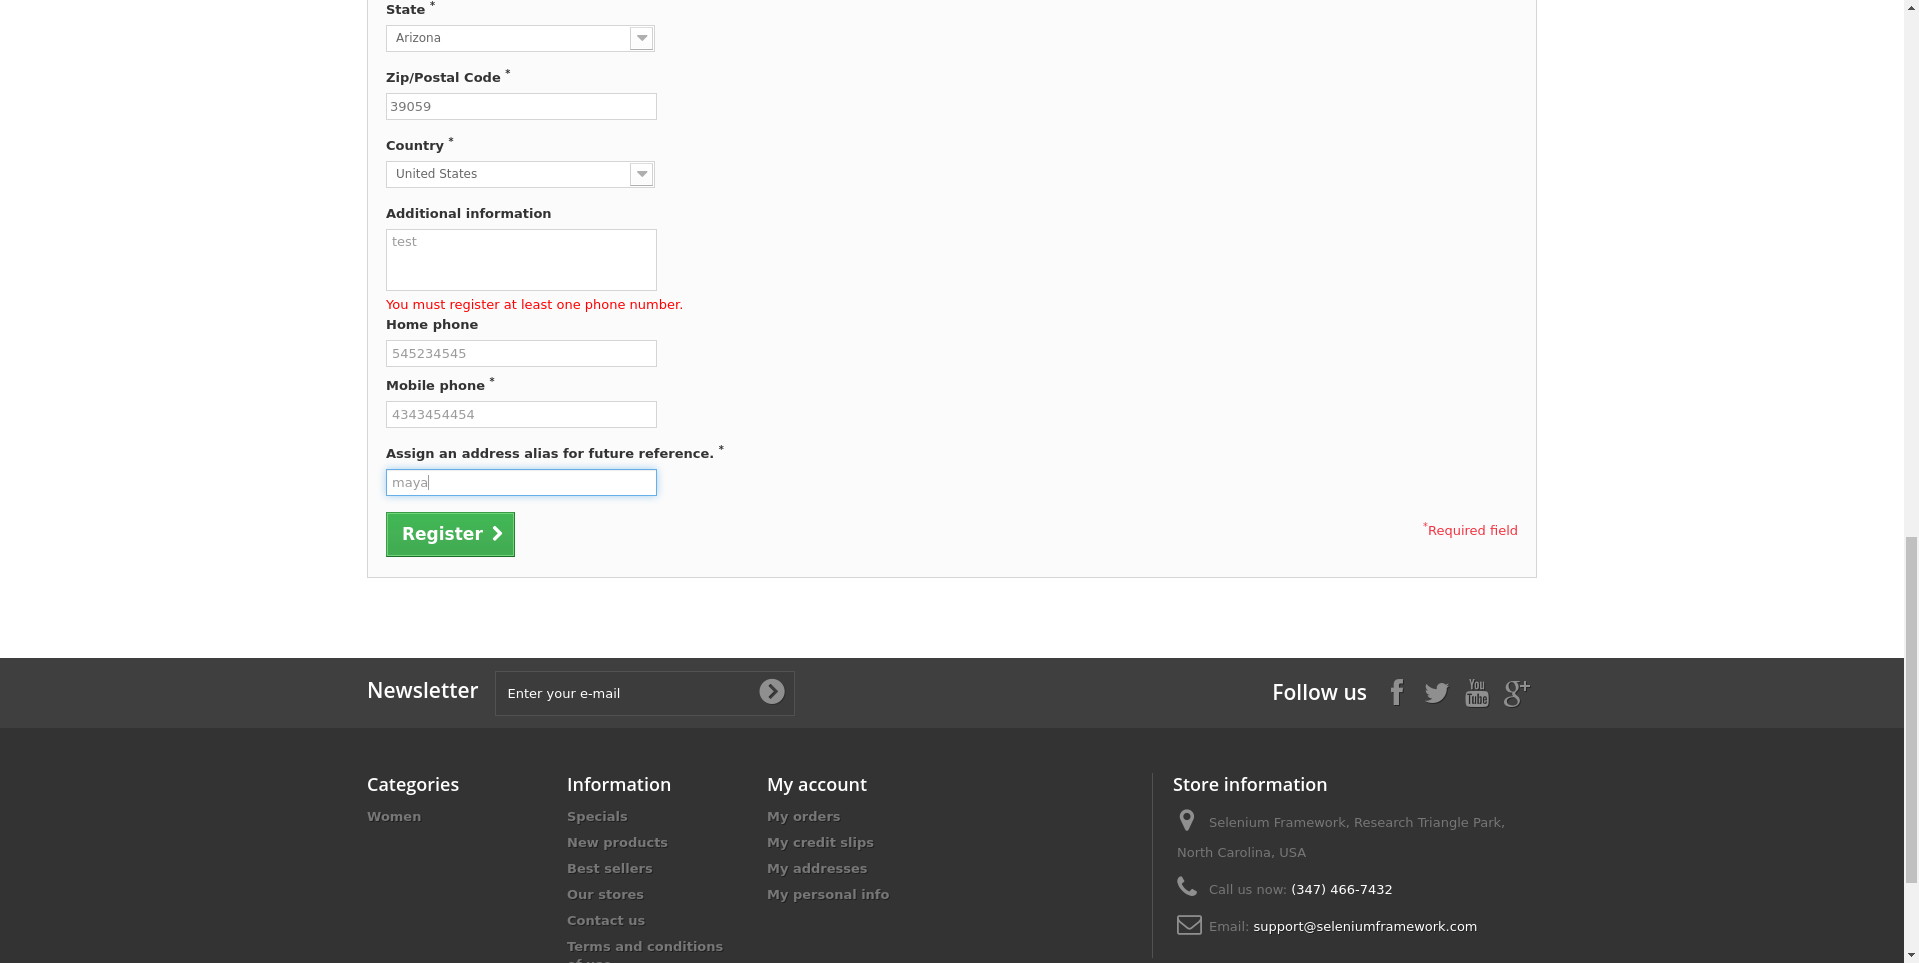 State *
Arizona
Zip/Postal Code *
39059
Country *
United States
Additional information
test
You must register at least one phone number.
Home phone
545234545
Mobile phone *
4343454454
Assign an address alias for future reference. *
maya
Register
*Required field
Newsletter
Enter your e-mail
Follow us
You
Tube
g+
Categories
Women
Information
Specials
New products
Best sellers
Our stores
Contact us
Terms and conditions
My account
My orders
My credit slips
My addresses
My personal info
Store information
Selenium Framework, Research Triangle Park,
North Carolina, USA
Call us now: (347) 466-7432
Email: support@seleniumframework.com